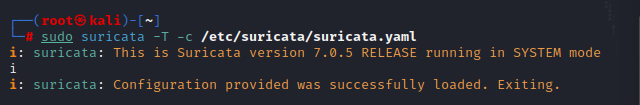 ┌──(root㉿kali)-[~]
└─# sudo suricata -T -c /etc/suricata/suricata.yaml
i: suricata: This is Suricata version 7.0.5 RELEASE running in SYSTEM mode
i
i: suricata: Configuration provided was successfully loaded. Exiting.